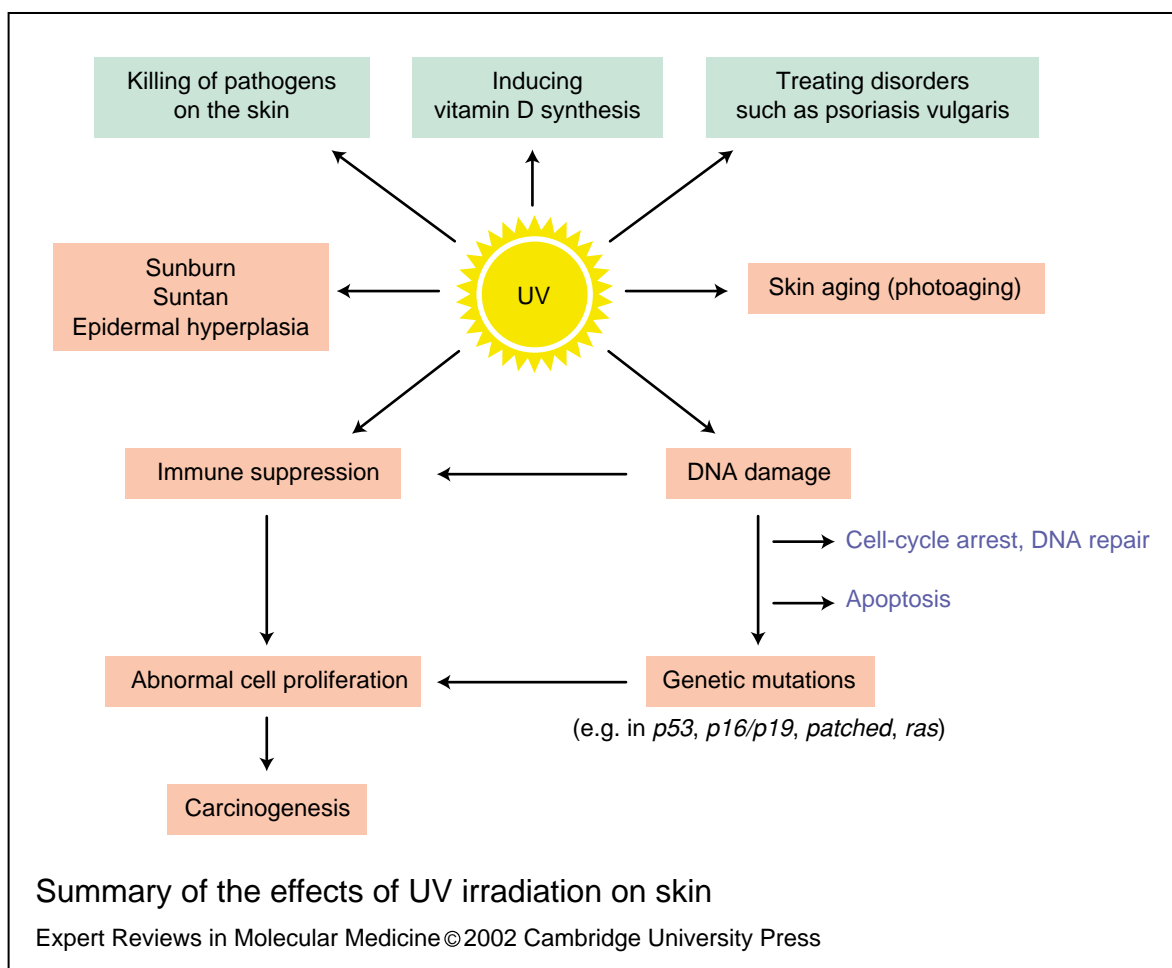 Killing of pathogens
on the skin
Inducing
vitamin D synthesis
Treating disorders
such as psoriasis vulgaris
Sunburn
Suntan
Epidermal hyperplasia
UV
Skin aging (photoaging)
Immune suppression
DNA damage
Cell-cycle arrest, DNA repair
Apoptosis
Abnormal cell proliferation
Genetic mutations
(e.g. in p53, p16/p19, patched, ras)
Carcinogenesis
Summary of the effects of UV irradiation on skin
Expert Reviews in Molecular Medicine © 2002 Cambridge University Press